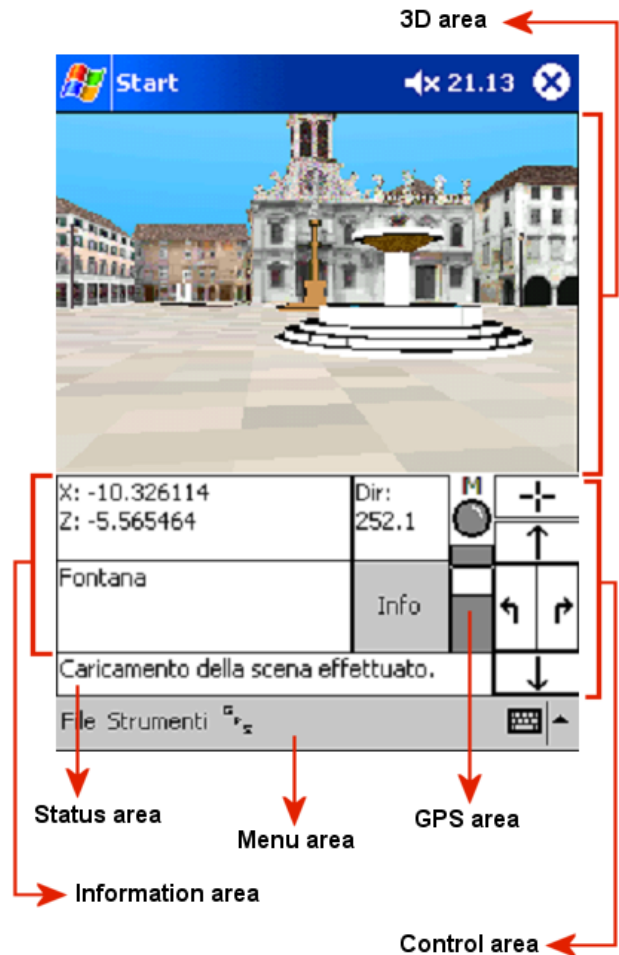 3D area
Start 21.13
X: -10.326114
Z: -5.565464
Dir:
252.1
M
Fontana
Info
Caricamento della scena effettuato.
File Strumenti GPS
Status area
Menu area
GPS area
Information area
Control area